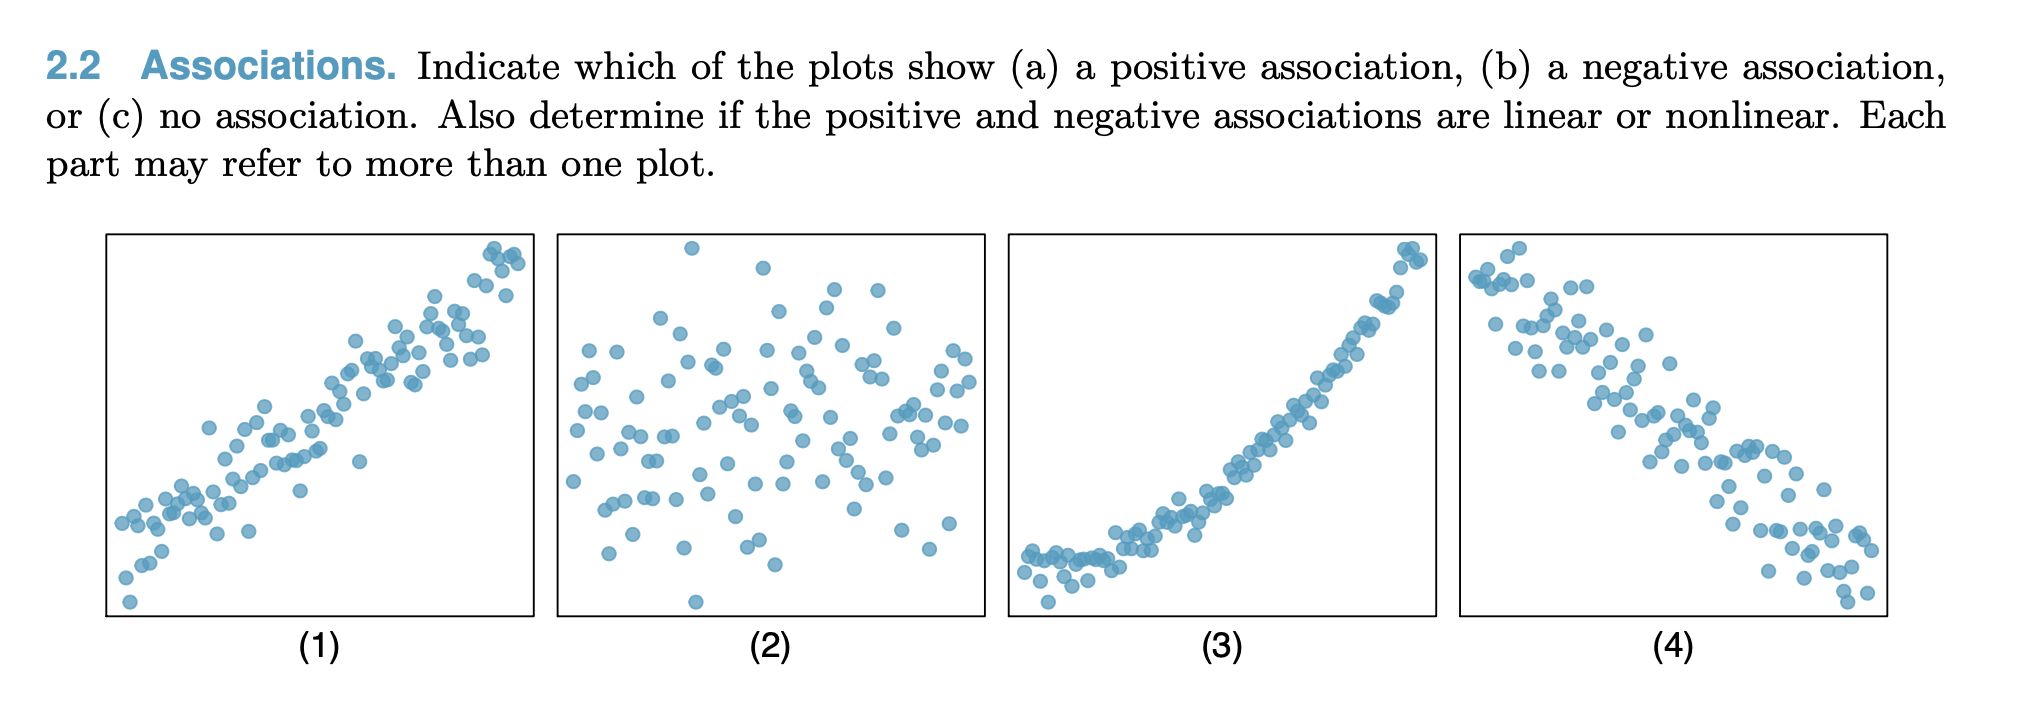 2.2 Associations. Indicate which of the plots show (a) a positive association, (b) a negative association,
or (c) no association. Also determine if the positive and negative associations are linear or nonlinear. Each
part may refer to more than one plot.
(1) (2) (3) (4)